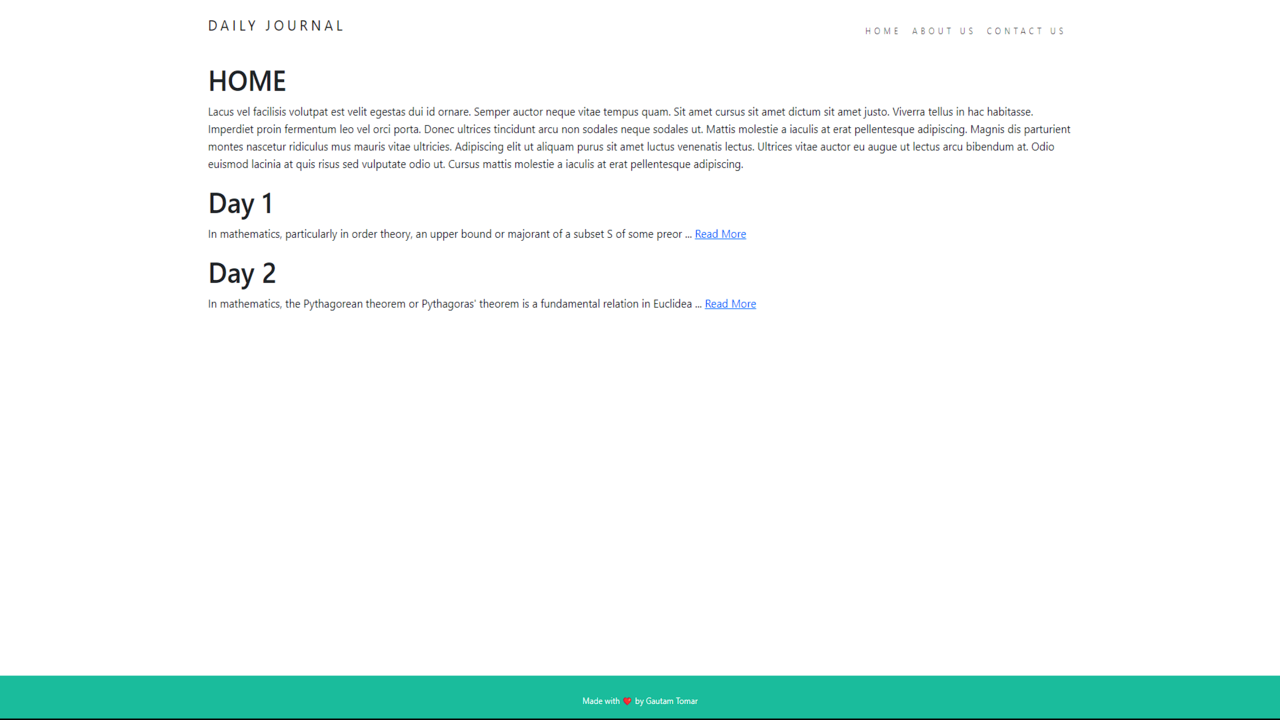 DAILY JOURNAL
HOME ABOUT US CONTACT US
HOME
Lacus vel facilisis volutpat est velit egestas dui id ornare. Semper auctor neque vitae tempus quam. Sit amet cursus sit amet dictum sit amet justo. Viverra tellus in hac habitasse.
Imperdiet proin fermentum leo vel orci porta. Donec ultrices tincidunt arcu non sodales neque sodales ut. Mattis molestie a iaculis at erat pellentesque adipiscing. Magnis dis parturient
montes nascetur ridiculus mus mauris vitae ultricies. Adipiscing elit ut aliquam purus sit amet luctus venenatis lectus. Ultrices vitae auctor eu augue ut lectus arcu bibendum at. Odio
euismod lacinia at quis risus sed vulputate odio ut. Cursus mattis molestie a iaculis at erat pellentesque adipiscing.
Day 1
In mathematics, particularly in order theory, an upper bound or majorant of a subset S of some preor ... Read More
Day 2
In mathematics, the Pythagorean theorem or Pythagoras' theorem is a fundamental relation in Euclidea ... Read More
Made with ❤️ by Gautam Tomar